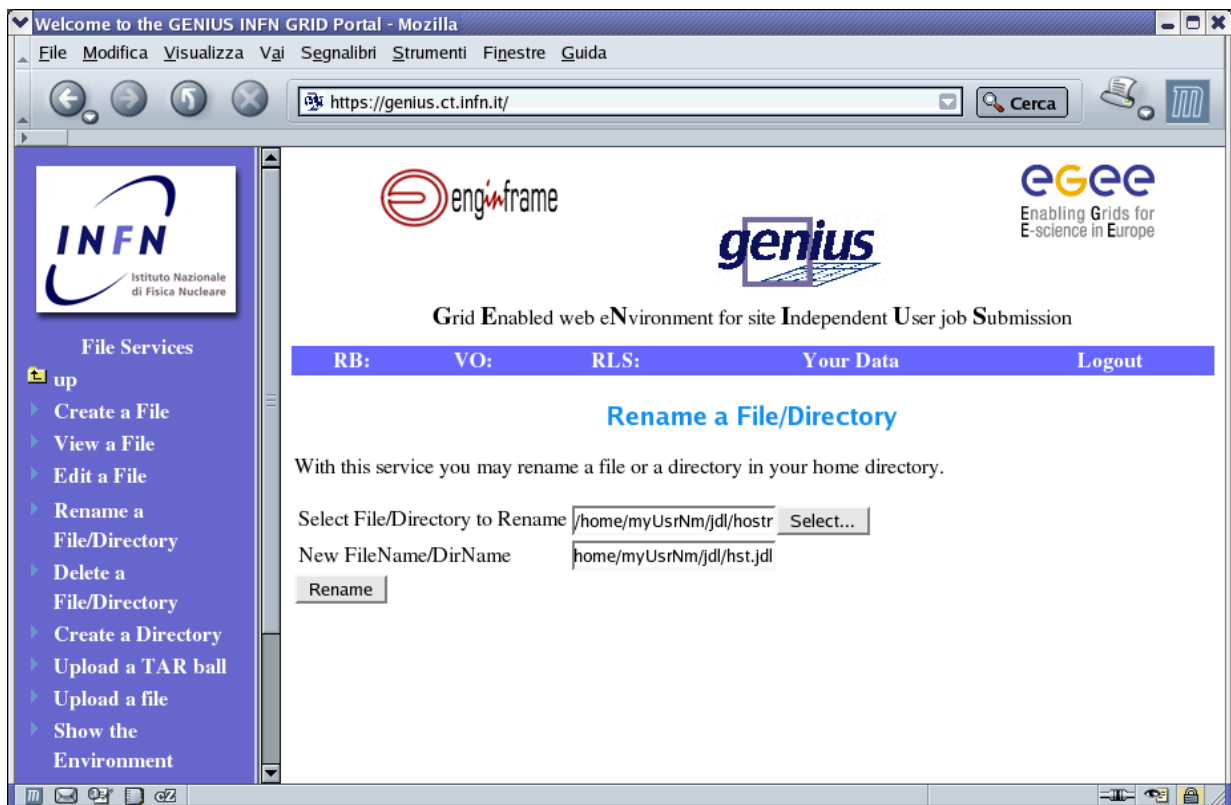 Welcome to the GENIUS INFN GRID Portal - Mozilla
File Modifica Visualizza Vai Segnalibri Strumenti Finestre Guida
https://genius.ct.infn.it/
Cerca
INFN
Istituto Nazionale
di Fisica Nucleare
File Services
up
Create a File
View a File
Edit a File
Rename a
File/Directory
Delete a
File/Directory
Create a Directory
Upload a TAR ball
Upload a file
Show the
Environment
enginframe
genius
eGee
Enabling Grids for
E-science in Europe
Grid Enabled web eNvironment for site Independent User job Submission
RB: VO: RLS: Your Data Logout
Rename a File/Directory
With this service you may rename a file or a directory in your home directory.
Select File/Directory to Rename /home/myUsrNm/jdl/hostr Select...
New FileName/DirName home/myUsrNm/jdl/hst.jdl
Rename